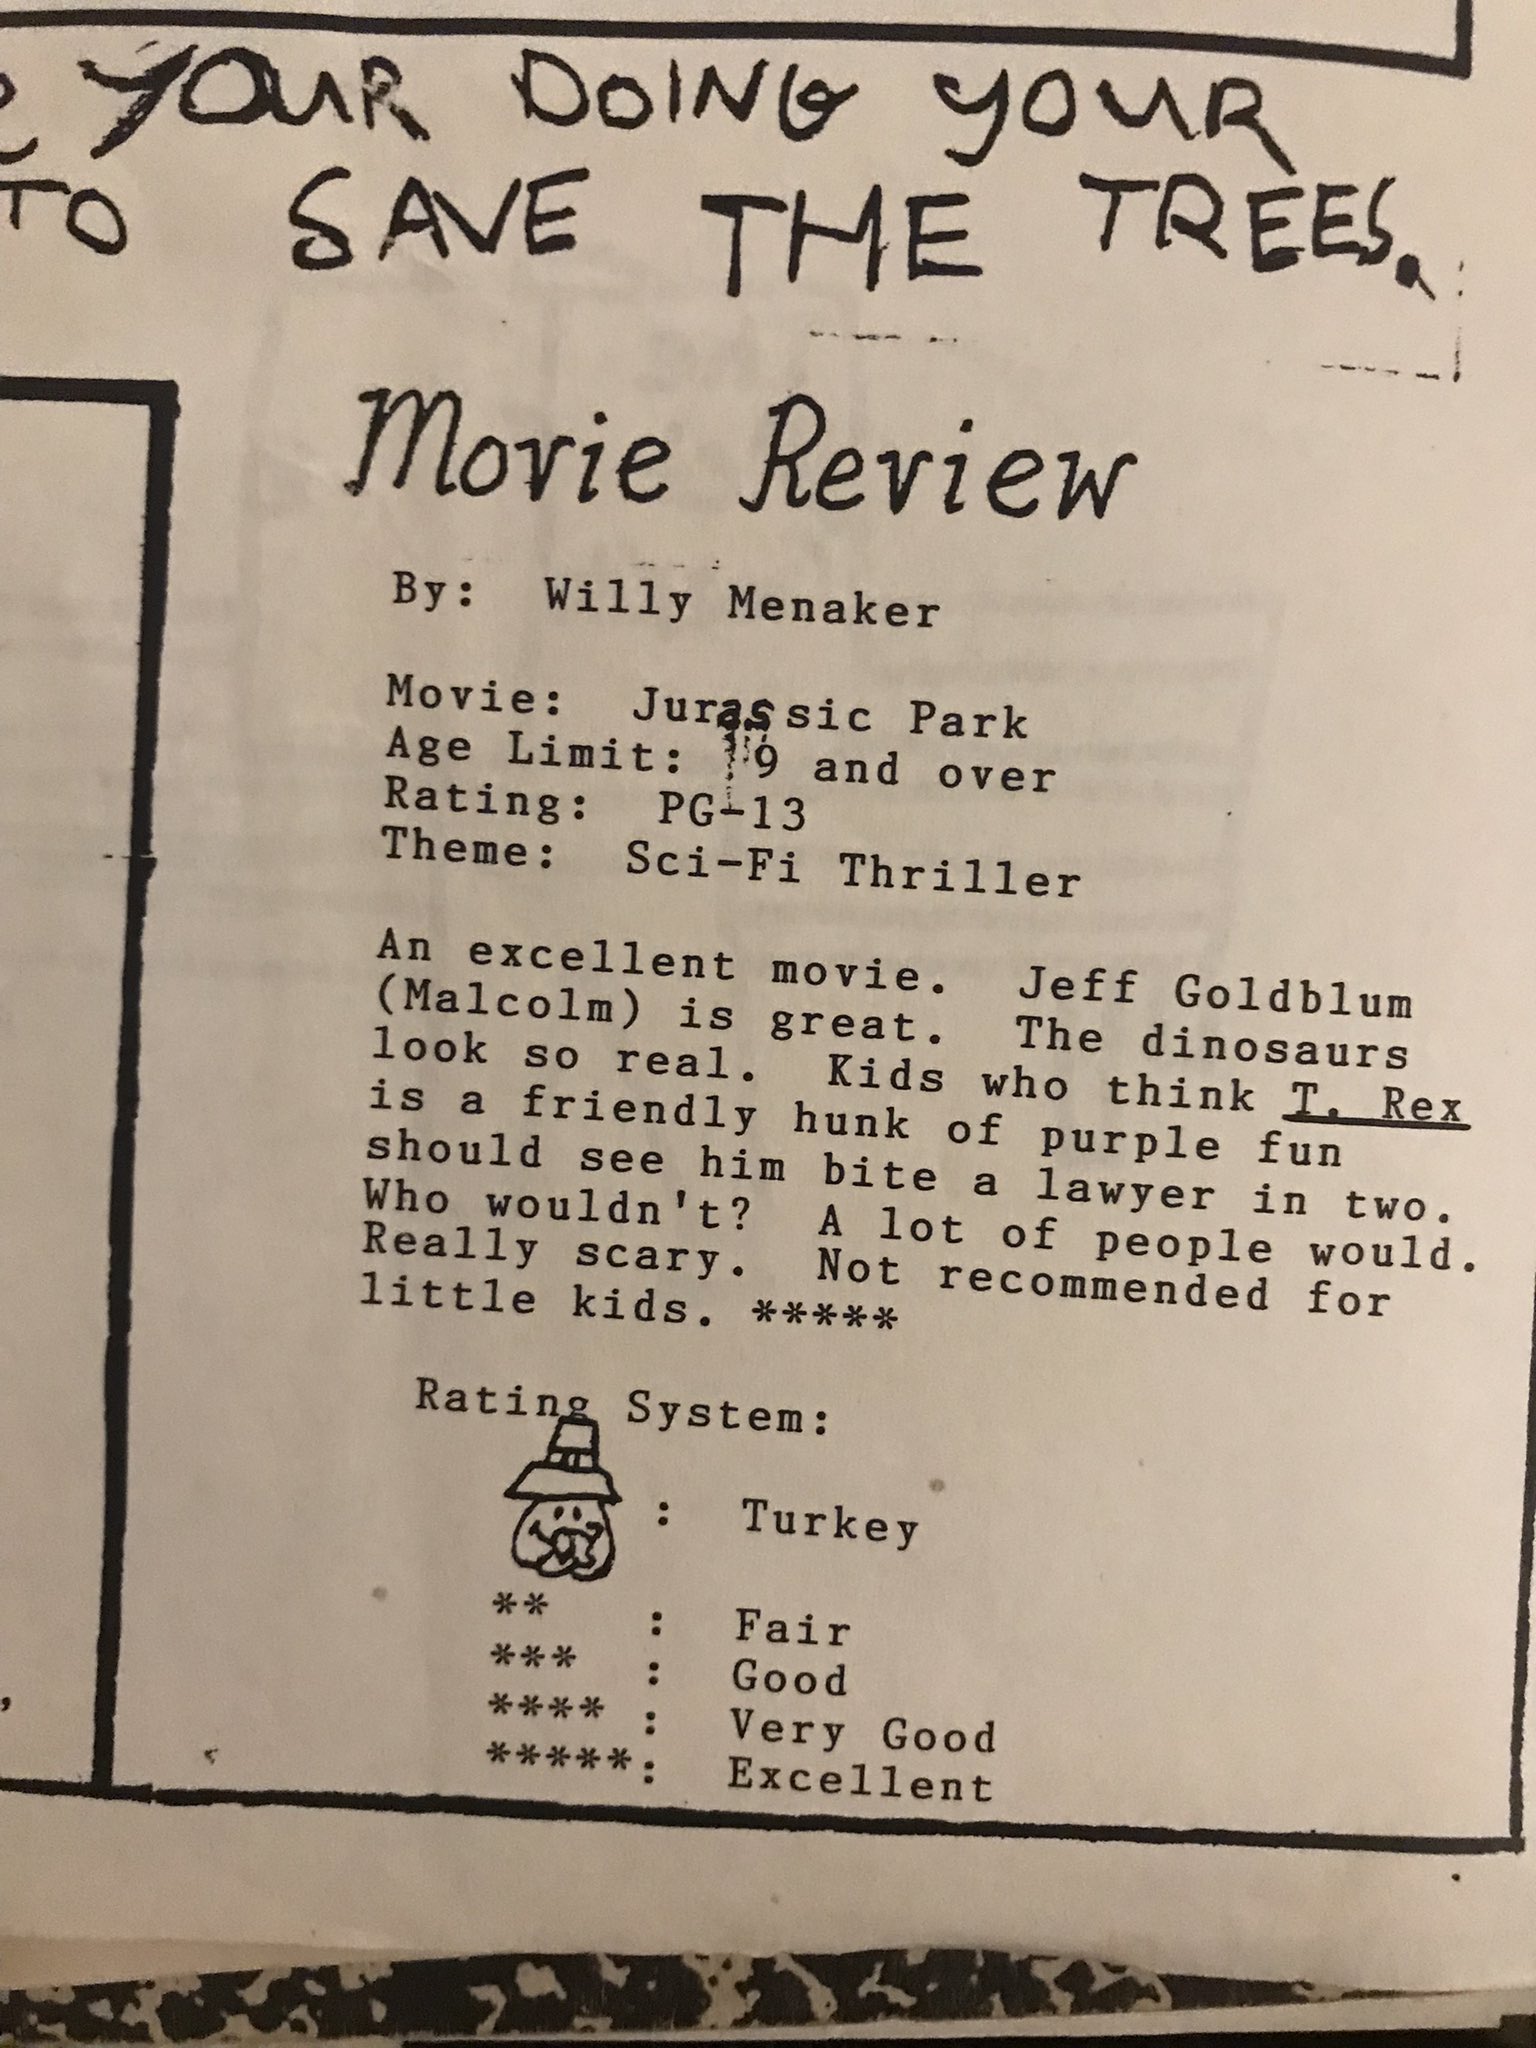 YOUR DOING YOUR
TO SAVE THE TREES.
Movie Review
By: Willy Menaker
Movie: Jurassic Park
Age Limit: 9 and over
Rating: PG-13
Theme: Sci-Fi Thriller
An excellent movie. Jeff Goldblum
(Malcolm) is great. The dinosaurs
look so real. Kids who think T. Rex
is a friendly hunk of purple fun
should see him bite a lawyer in two.
Who wouldn't? A lot of people would.
Really scary. Not recommended for
little kids. *****
Rating System:
: Turkey
** : Fair
*** : Good
**** : Very Good
*****: Excellent